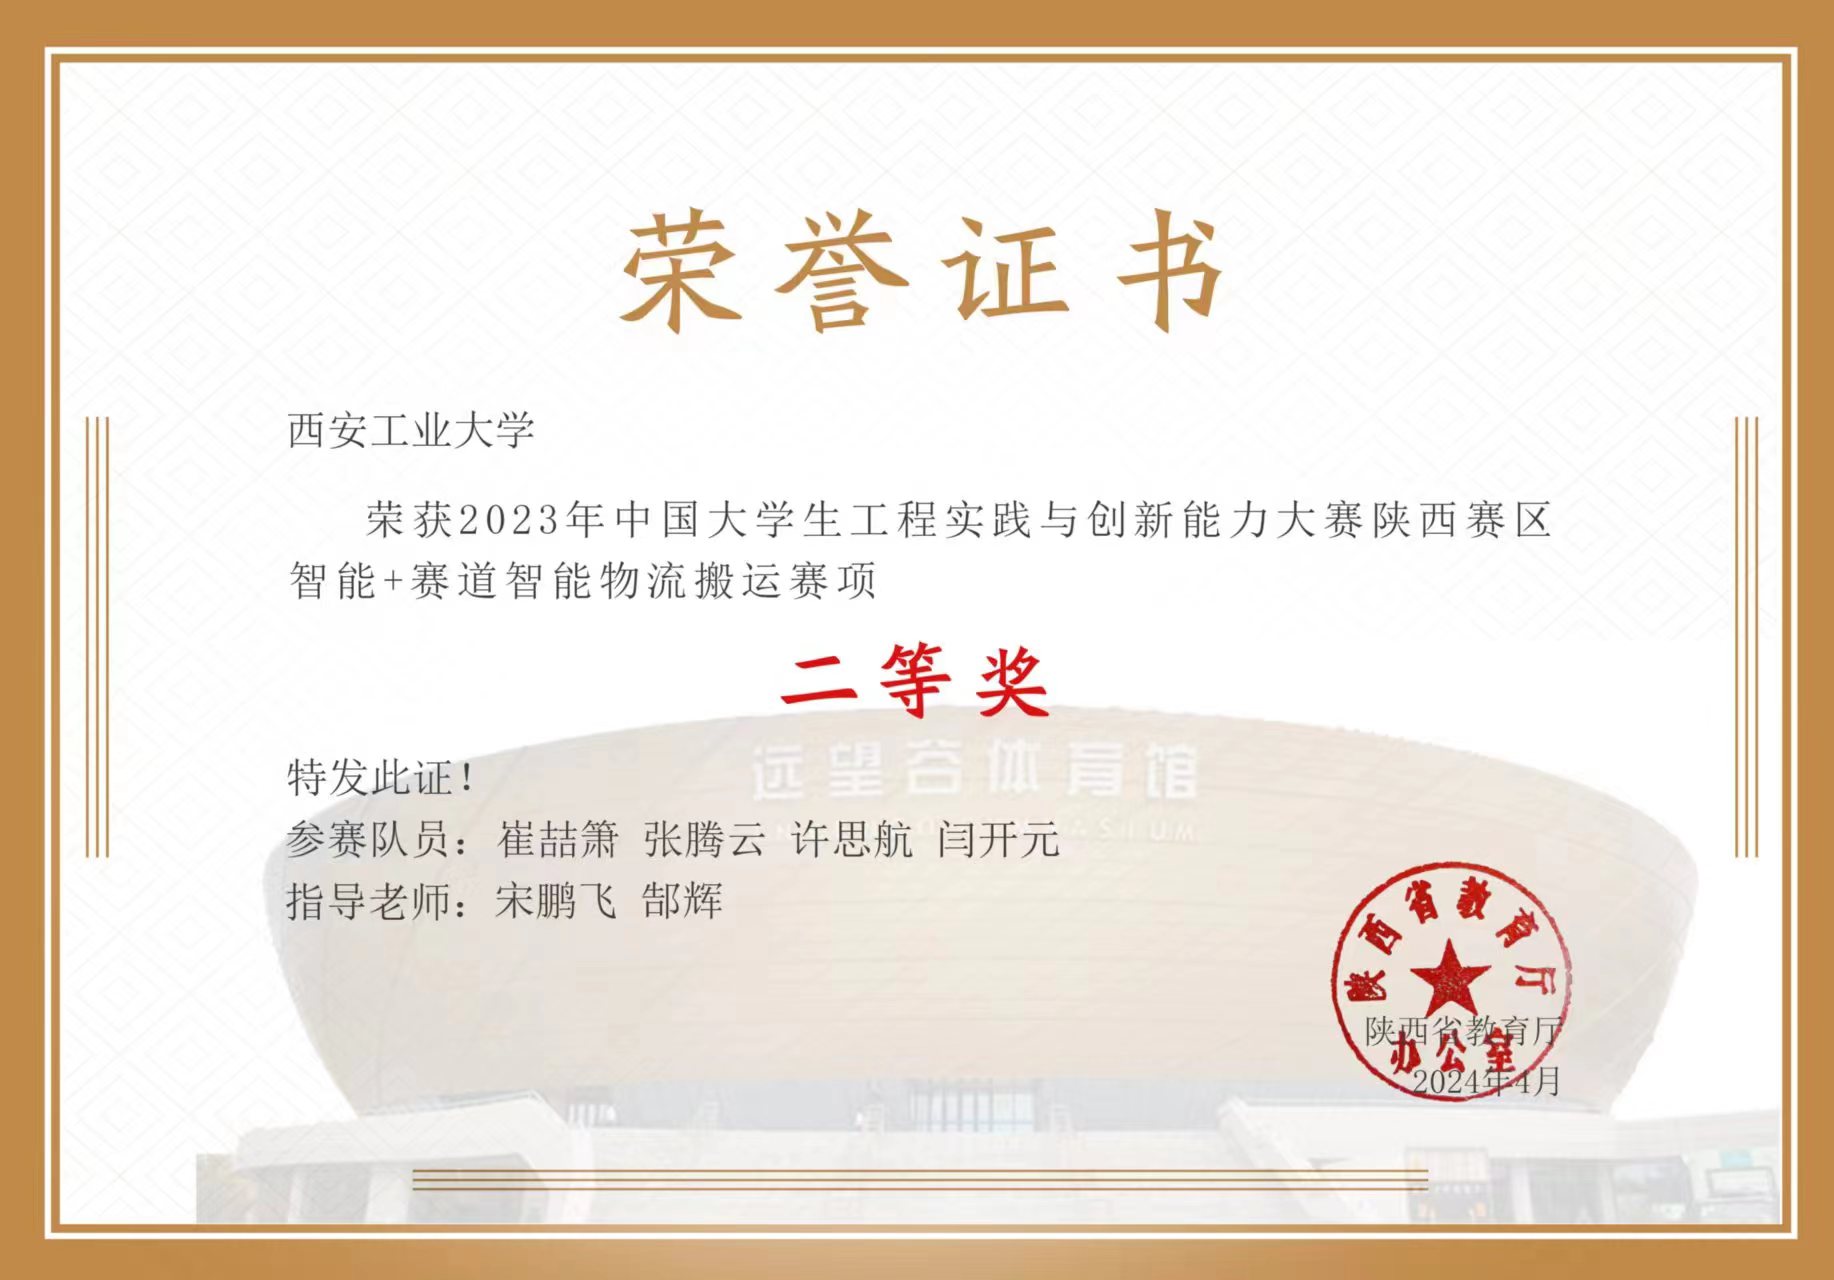 荣誉证书
西安工业大学
荣获2023年中国大学生工程实践与创新能力大赛陕西赛区
智能+赛道智能物流搬运赛项
二等奖
远望谷体育馆
特发此证！
参赛队员：崔喆箫 张腾云 许思航 闫开元
指导老师：宋鹏飞 郜辉
陕西省教育厅
办公室
陕西省教育厅
2024年4月